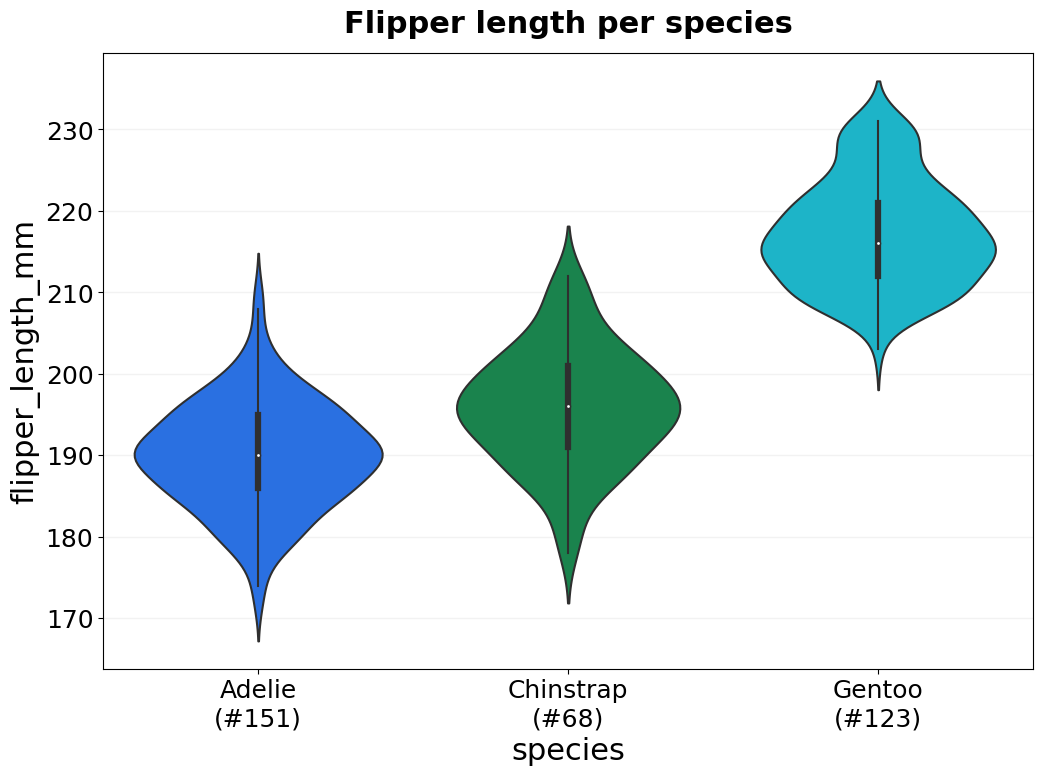 Flipper length per species
flipper_length_mm
230
220
210
200
190
180
170
Adelie
(#151)
Chinstrap
(#68)
Gentoo
(#123)
species